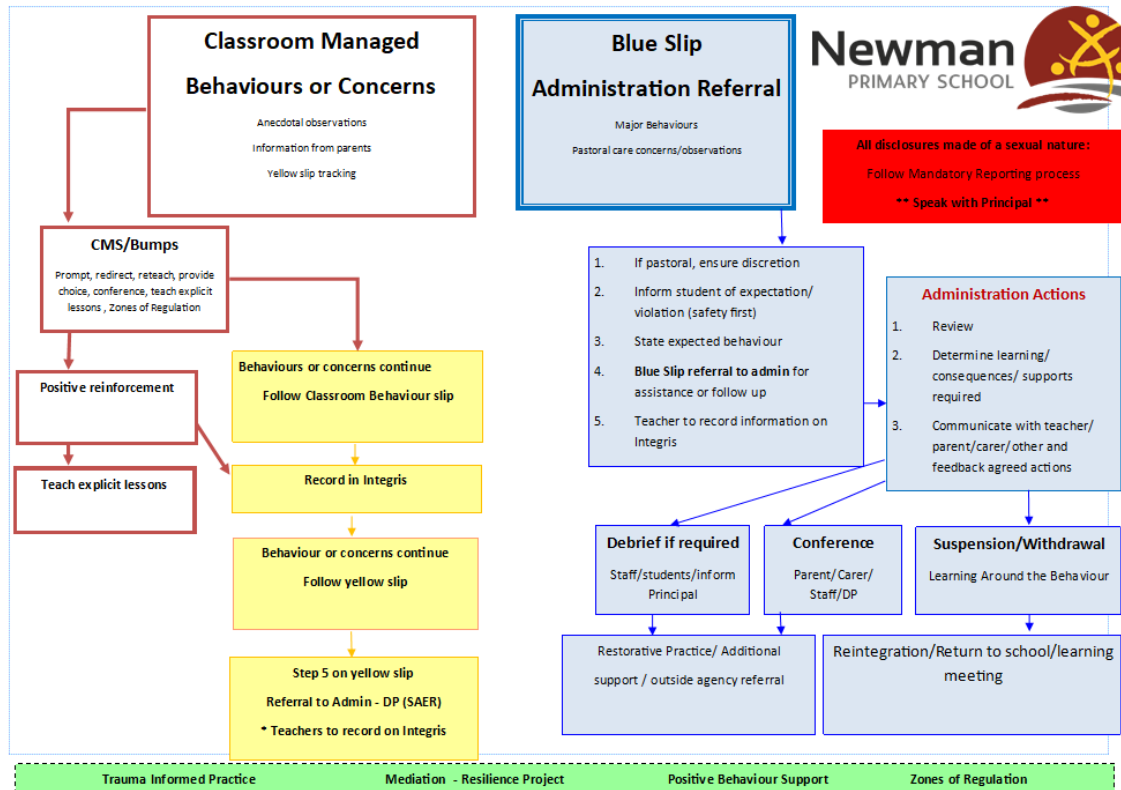 Classroom Managed
Behaviours or Concerns
Anecdotal observations
Information from parents
Yellow slip tracking
Blue Slip
Administration Referral
Major Behaviours
Pastoral care concerns/observations
Newman
PRIMARY SCHOOL
All disclosures made of a sexual nature:
Follow Mandatory Reporting process
** Speak with Principal **
CMS/Bumps
Prompt, redirect, reteach, provide
choice, conference, teach explicit
lessons , Zones of Regulation
Positive reinforcement
Teach explicit lessons
Behaviours or concerns continue
Follow Classroom Behaviour slip
Record in Integris
Behaviour or concerns continue
Follow yellow slip
Step 5 on yellow slip
Referral to Admin - DP (SAER)
* Teachers to record on Integris
1. If pastoral, ensure discretion
2. Inform student of expectation/
violation (safety first)
3. State expected behaviour
4. Blue Slip referral to admin for
assistance or follow up
5. Teacher to record information on
Integris
Administration Actions
1. Review
2. Determine learning/
consequences/ supports
required
3. Communicate with teacher/
parent/carer/other and
feedback agreed actions
Debrief if required
Staff/students/inform
Principal
Conference
Parent/Carer/
Staff/DP
Suspension/Withdrawal
Learning Around the Behaviour
Restorative Practice/ Additional
support / outside agency referral
Reintegration/Return to school/learning
meeting
Trauma Informed Practice Mediation - Resilience Project Positive Behaviour Support Zones of Regulation